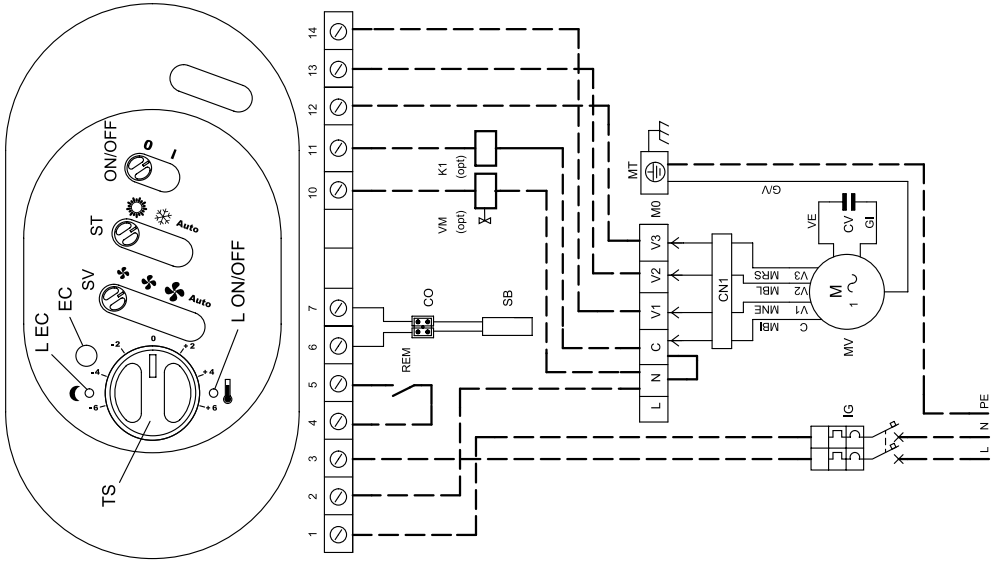 ON/OFF
0
I
ST
Auto
SV
Auto
EC
LEC
L ON/OFF
TS
-6
-4
-2
0
+2
+4
+6
14
13
12
11
10
7
6
5
4
3
2
1
K1
(opt)
VM
(opt)
CO
SB
REM
MT
G/V
M0
V3
V2
V1
C
N
L
CN1
MRS
V3
MBL
V2
MNE
V1
MBI
C
VE
CV
GI
M
1
MV
IG
L
N
PE